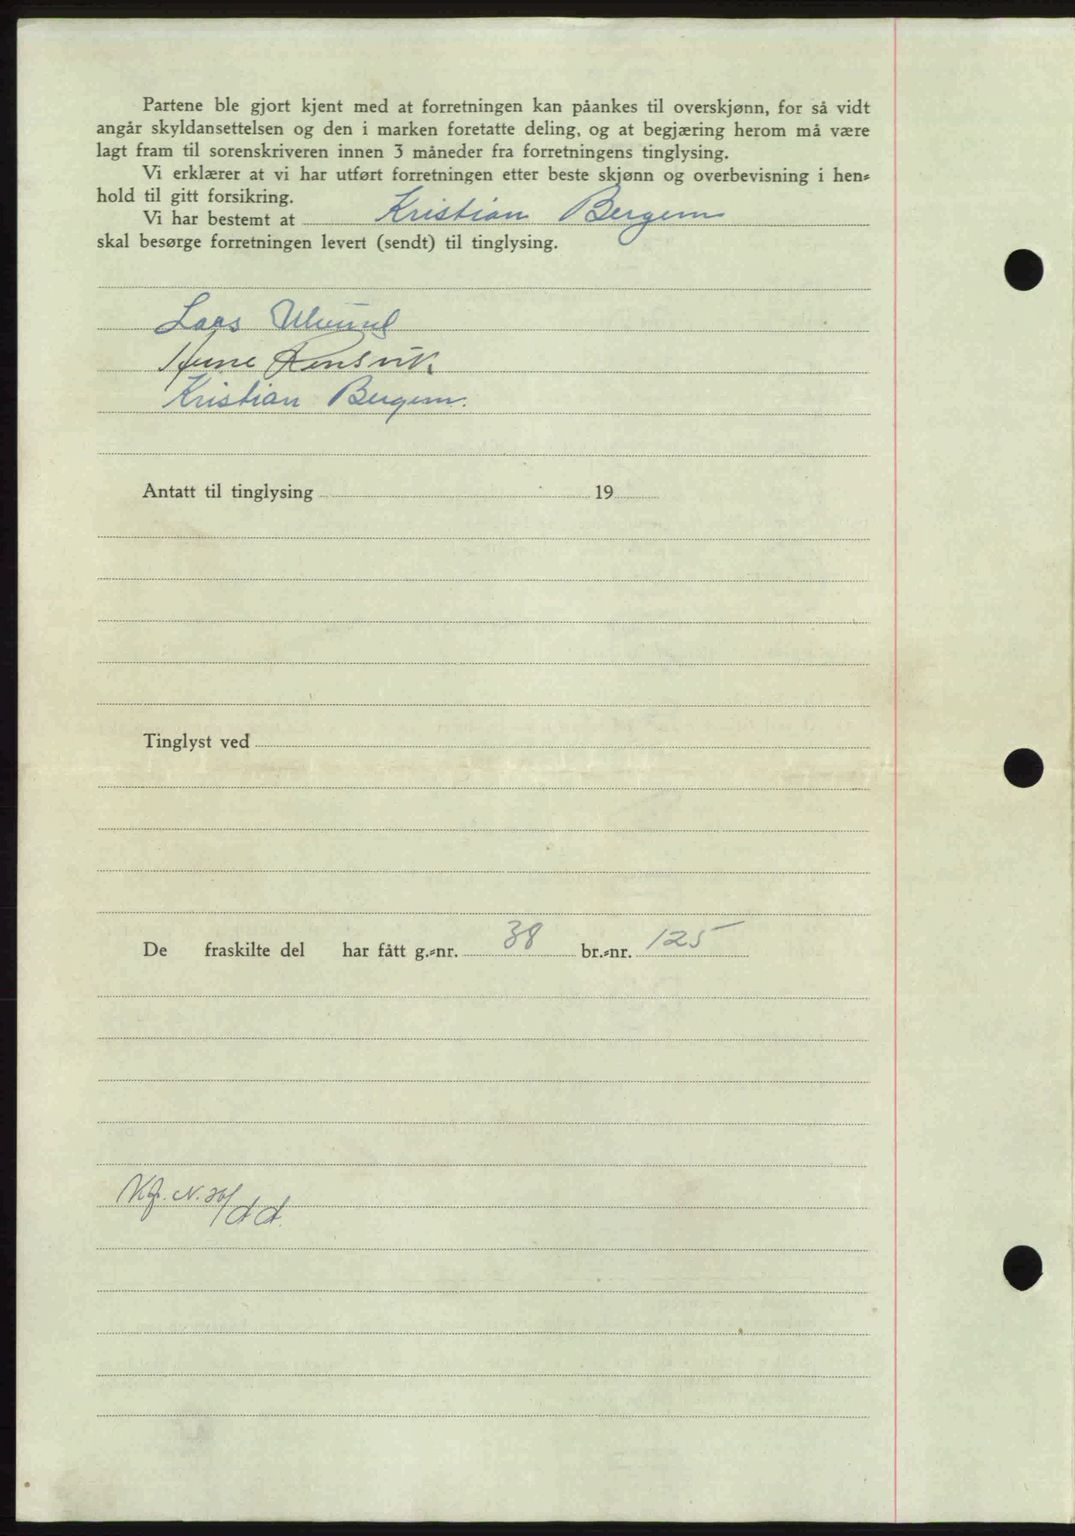 Partene ble gjort kjent med at forretningen kan påankes til overskjønn, for så vidt
angår skyldansettelsen og den i marken foretatte deling, og at begjæring herom må være
lagt fram til sorenskriveren innen 3 måneder fra forretningens tinglysing.
Vi erklærer at vi har utført forretningen etter beste skjønn og overbevisning i hen=
hold til gitt forsikring.
Vi har bestemt at Kristian Bergem
skal besørge forretningen levert (sendt) til tinglysing.
Lars
Kristian Bergem.
Antatt til tinglysing 19
Tinglyst ved
De fraskilte del har fått g.=nr. 38 br.=nr. 125